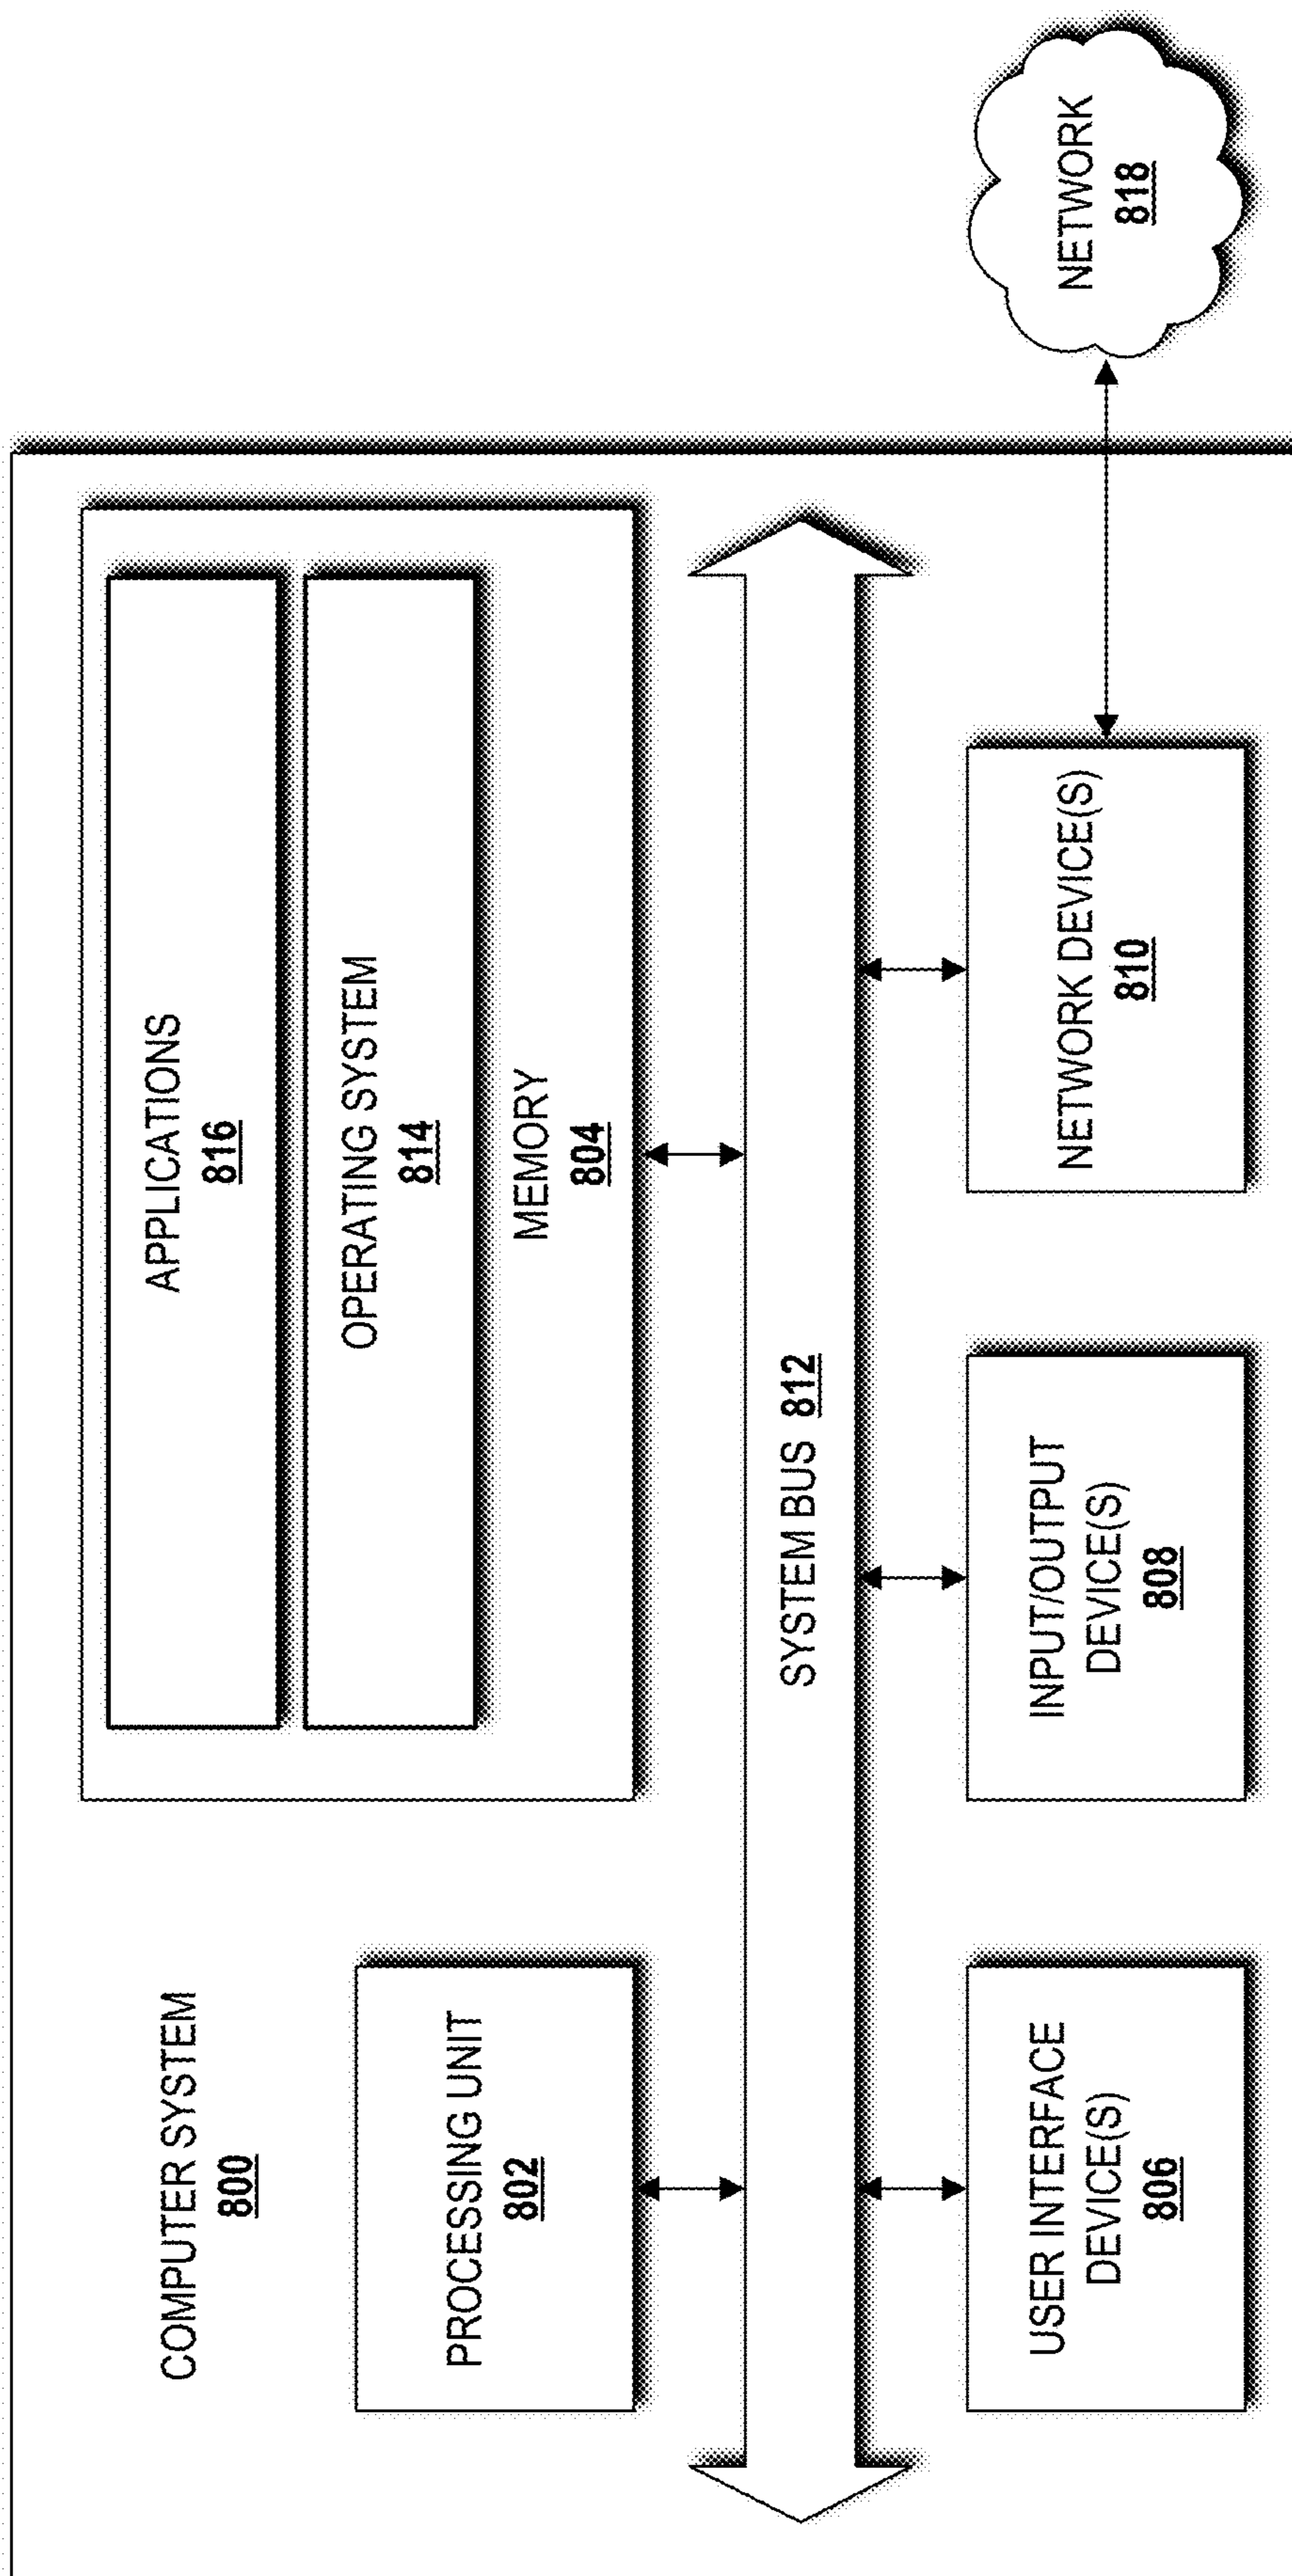 COMPUTER SYSTEM
800
PROCESSING UNIT
802
APPLICATIONS
816
OPERATING SYSTEM
814
MEMORY
804
SYSTEM BUS 812
USER INTERFACE
DEVICE(S)
806
INPUT/OUTPUT
DEVICE(S)
808
NETWORK DEVICE(S)
810
NETWORK
818